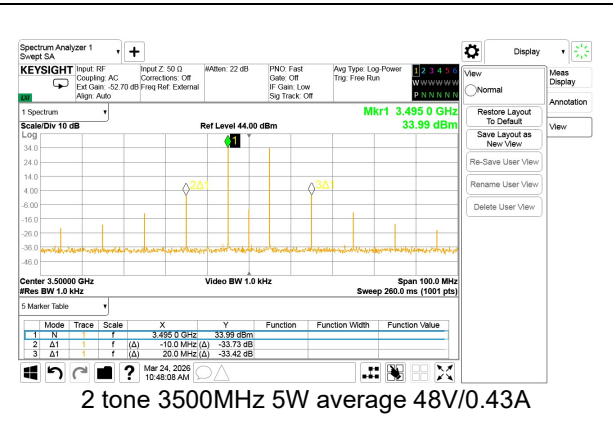 Spectrum Analyzer 1
Swept SA
KEYSIGHT
Input: RF
Coupling: AC
Ext Gain: -52.70 dB
Align: Auto
Input Z: 50 Ω
Corrections: Off
Freq Ref: External
#Atten: 22 dB
PNO: Fast
Gate: Off
IF Gain: Low
Sig Track: Off
Avg Type: Log-Power
Trig: Free Run
1 2 3 4 5 6
W W W W W W
P N N N N N
LXI
1 Spectrum
Scale/Div 10 dB
Ref Level 44.00 dBm
Mkr1 3.495 0 GHz
33.99 dBm
Log
34.0
24.0
14.0
4.00
-6.00
-16.0
-26.0
-36.0
-46.0
1
2Δ1
3Δ1
Center 3.50000 GHz
#Res BW 1.0 kHz
Video BW 1.0 kHz
Span 100.0 MHz
Sweep 260.0 ms (1001 pts)
5 Marker Table
Mode Trace Scale X Y Function Function Width Function Value
1 N 1 f 3.495 0 GHz 33.99 dBm
2 Δ1 1 f (Δ) -10.0 MHz (Δ) -33.73 dB
3 Δ1 1 f (Δ) 20.0 MHz (Δ) -33.42 dB
?
Mar 24, 2026
10:48:08 AM
Display
View
Normal
Restore Layout
To Default
Save Layout as
New View
Re-Save User View
Rename User View
Delete User View
Meas
Display
Annotation
View
2 tone 3500MHz 5W average 48V/0.43A